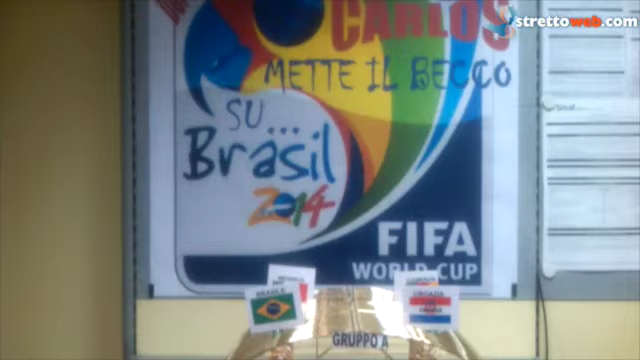 CARLOS
strettoweb.com
METTE IL BECCO
SU...
Brasil
2014
FIFA
WORLD CUP
BRASILE
CROAZIA
GRUPPO A